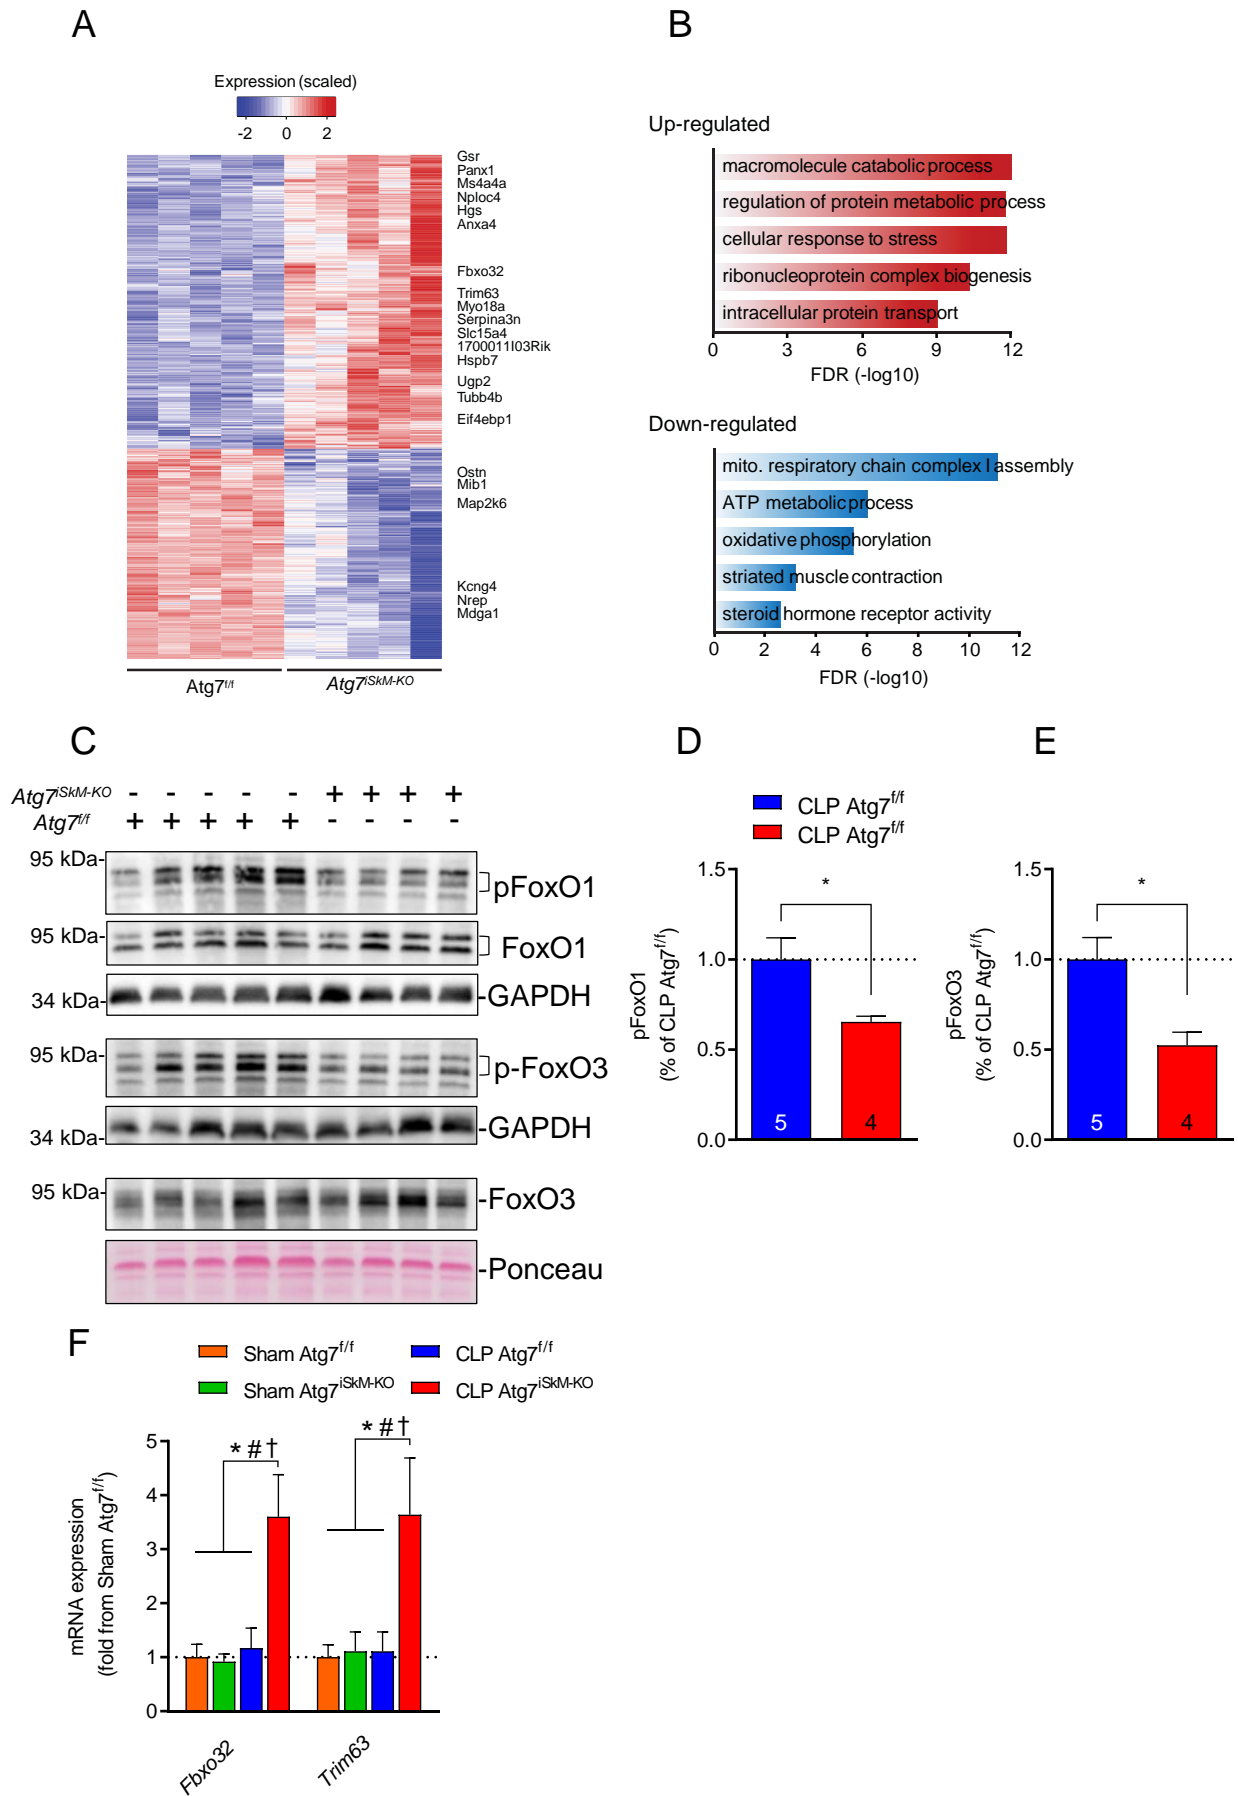 A
Expression (scaled)
-2 0 2
Gsr
Panx1
Ms4a4a
Nploc4
Hgs
Anxa4
Fbxo32
Trim63
Myo18a
Serpina3n
Slc15a4
1700011I03Rik
Hspb7
Ugp2
Tubb4b
Eif4ebp1
Ostn
Mib1
Map2k6
Kcng4
Nrep
Mdga1
Atg7f/f
Atg7iSkM-KO
B
Up-regulated
macromolecule catabolic process
regulation of protein metabolic process
cellular response to stress
ribonucleoprotein complex biogenesis
intracellular protein transport
0 3 6 9 12
FDR (-log10)
Down-regulated
mito. respiratory chain complex I assembly
ATP metabolic process
oxidative phosphorylation
striated muscle contraction
steroid hormone receptor activity
0 2 4 6 8 10 12
FDR (-log10)
C
Atg7iSkM-KO - - - - - + + + +
Atg7f/f + + + + + - - - -
95 kDa-
pFoxO1
95 kDa-
FoxO1
34 kDa-
-GAPDH
95 kDa-
p-FoxO3
34 kDa-
-GAPDH
95 kDa-
-FoxO3
-Ponceau
D
CLP Atg7f/f
CLP Atg7f/f
pFoxO1
(% of CLP Atg7f/f)
1.5
1.0
0.5
0.0
*
5 4
E
pFoxO3
(% of CLP Atg7f/f)
1.5
1.0
0.5
0.0
*
5 4
F
Sham Atg7f/f
CLP Atg7f/f
Sham Atg7iSkM-KO
CLP Atg7iSkM-KO
mRNA expression
(fold from Sham Atg7f/f)
5
4
3
2
1
0
* # †
* # †
Fbxo32
Trim63